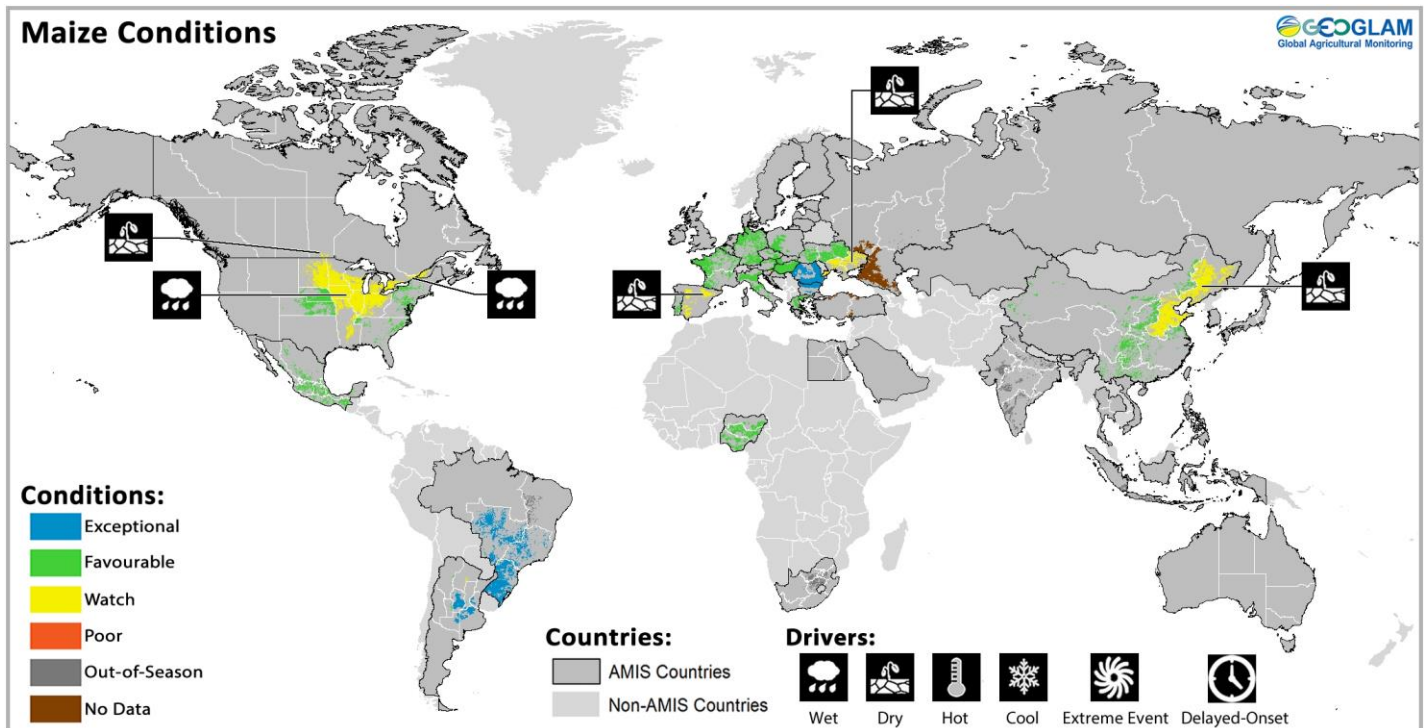 Maize Conditions
GEOGLAM
Global Agricultural Monitoring
Conditions:
Exceptional
Favourable
Watch
Poor
Out-of-Season
No Data
Countries:
AMIS Countries
Non-AMIS Countries
Drivers:
Wet
Dry
Hot
Cool
Extreme Event
Delayed-Onset